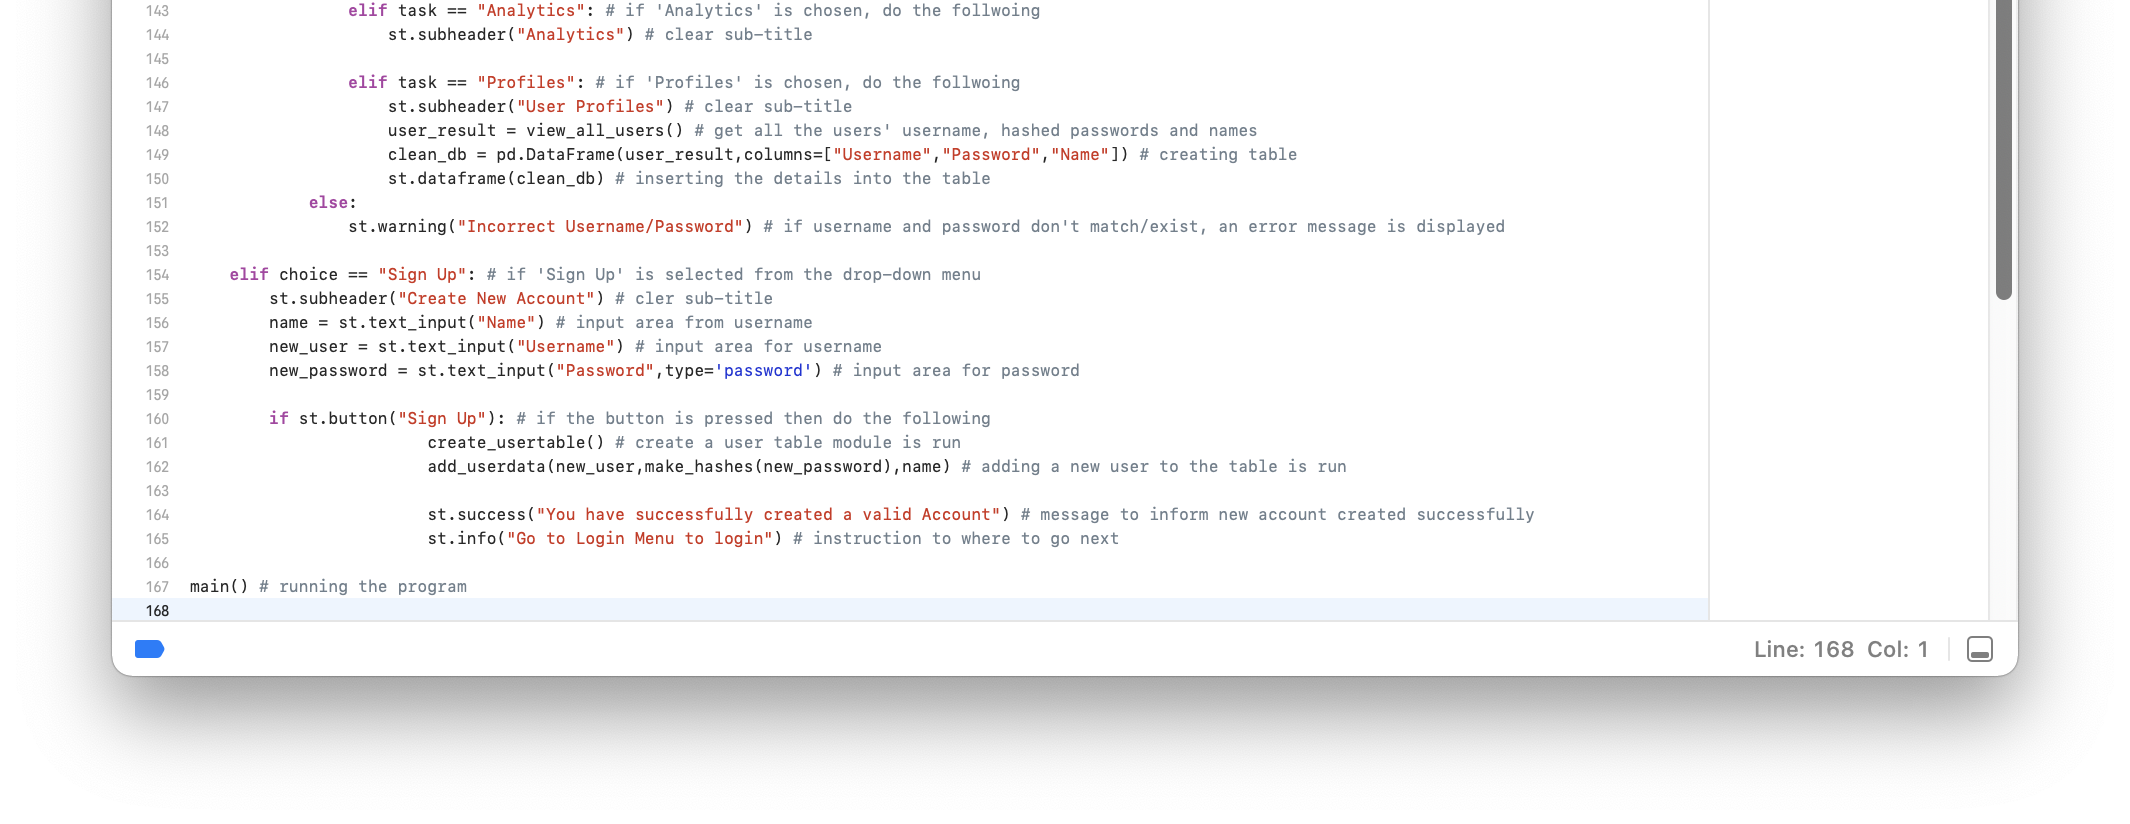 143 elif task == "Analytics": # if 'Analytics' is chosen, do the follwoing
144 st.subheader("Analytics") # clear sub-title
145
146 elif task == "Profiles": # if 'Profiles' is chosen, do the follwoing
147 st.subheader("User Profiles") # clear sub-title
148 user_result = view_all_users() # get all the users' username, hashed passwords and names
149 clean_db = pd.DataFrame(user_result,columns=["Username","Password","Name"]) # creating table
150 st.dataframe(clean_db) # inserting the details into the table
151 else:
152 st.warning("Incorrect Username/Password") # if username and password don't match/exist, an error message is displayed
153
154 elif choice == "Sign Up": # if 'Sign Up' is selected from the drop-down menu
155 st.subheader("Create New Account") # cler sub-title
156 name = st.text_input("Name") # input area from username
157 new_user = st.text_input("Username") # input area for username
158 new_password = st.text_input("Password",type='password') # input area for password
159
160 if st.button("Sign Up"): # if the button is pressed then do the following
161 create_usertable() # create a user table module is run
162 add_userdata(new_user,make_hashes(new_password),name) # adding a new user to the table is run
163
164 st.success("You have successfully created a valid Account") # message to inform new account created successfully
165 st.info("Go to Login Menu to login") # instruction to where to go next
166
167 main() # running the program
168
Line: 168 Col: 1